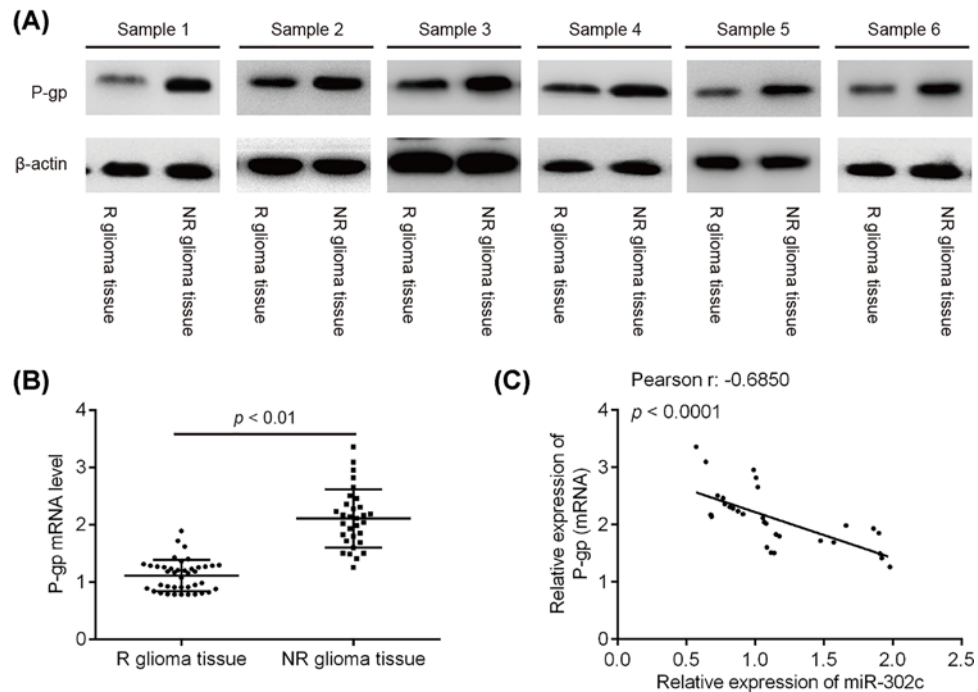 (A)
Sample 1 Sample 2 Sample 3 Sample 4 Sample 5 Sample 6
P-gp
β-actin
R glioma tissue NR glioma tissue R glioma tissue NR glioma tissue R glioma tissue NR glioma tissue R glioma tissue NR glioma tissue R glioma tissue NR glioma tissue R glioma tissue NR glioma tissue
(B)
p < 0.01
P-gp mRNA level
4
3
2
1
0
R glioma tissue NR glioma tissue
(C)
Pearson r: -0.6850
p < 0.0001
Relative expression of
P-gp (mRNA)
4
3
2
1
0
0.0 0.5 1.0 1.5 2.0 2.5
Relative expression of miR-302c